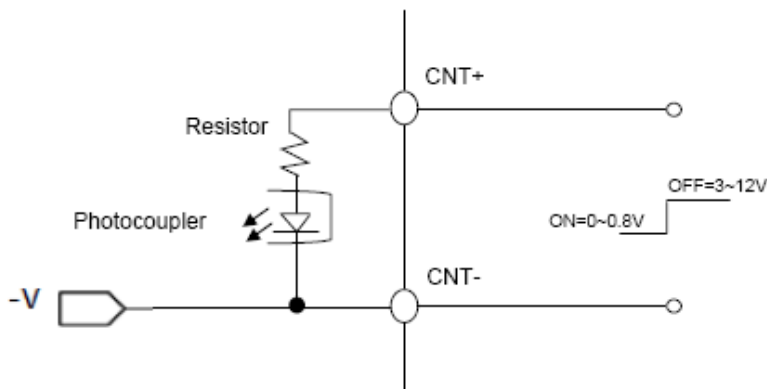 CNT+
Resistor
OFF=3~12V
Photocoupler
ON=0~0.8V
CNT-
-V